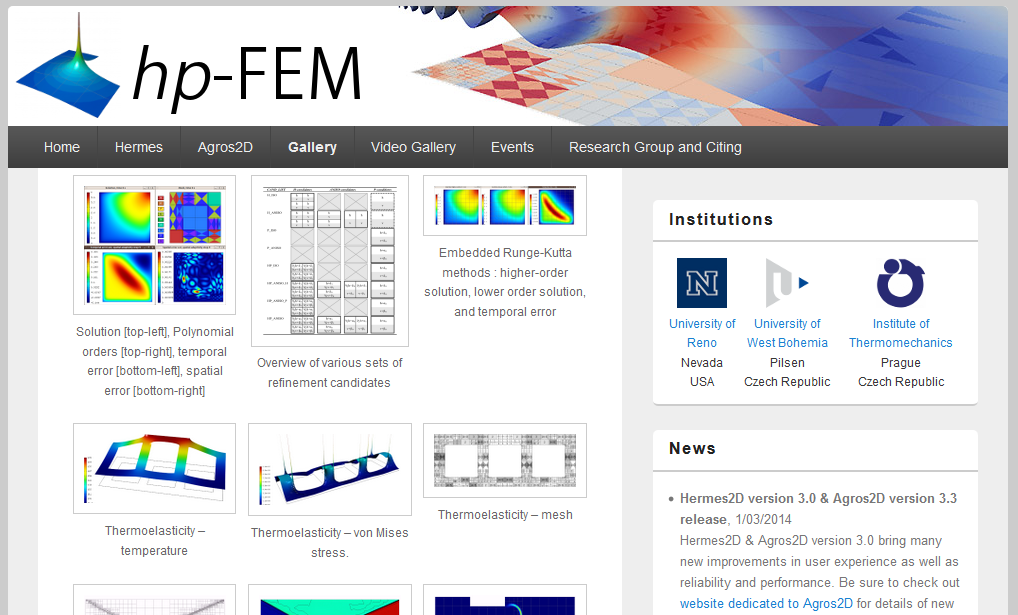 hp-FEM
Home Hermes Agros2D Gallery Video Gallery Events Research Group and Citing
Solution [top-left], Polynomial
orders [top-right], temporal
error [bottom-left], spatial
error [bottom-right]
Overview of various sets of
refinement candidates
Embedded Runge-Kutta
methods : higher-order
solution, lower order solution,
and temporal error
Thermoelasticity –
temperature
Thermoelasticity – von Mises
stress.
Thermoelasticity – mesh
Institutions
N
University of
Reno
Nevada
USA
University of
West Bohemia
Pilsen
Czech Republic
Institute of
Thermomechanics
Prague
Czech Republic
News
Hermes2D version 3.0 & Agros2D version 3.3
release, 1/03/2014
Hermes2D & Agros2D version 3.0 bring many
new improvements in user experience as well as
reliability and performance. Be sure to check out
website dedicated to Agros2D for details of new